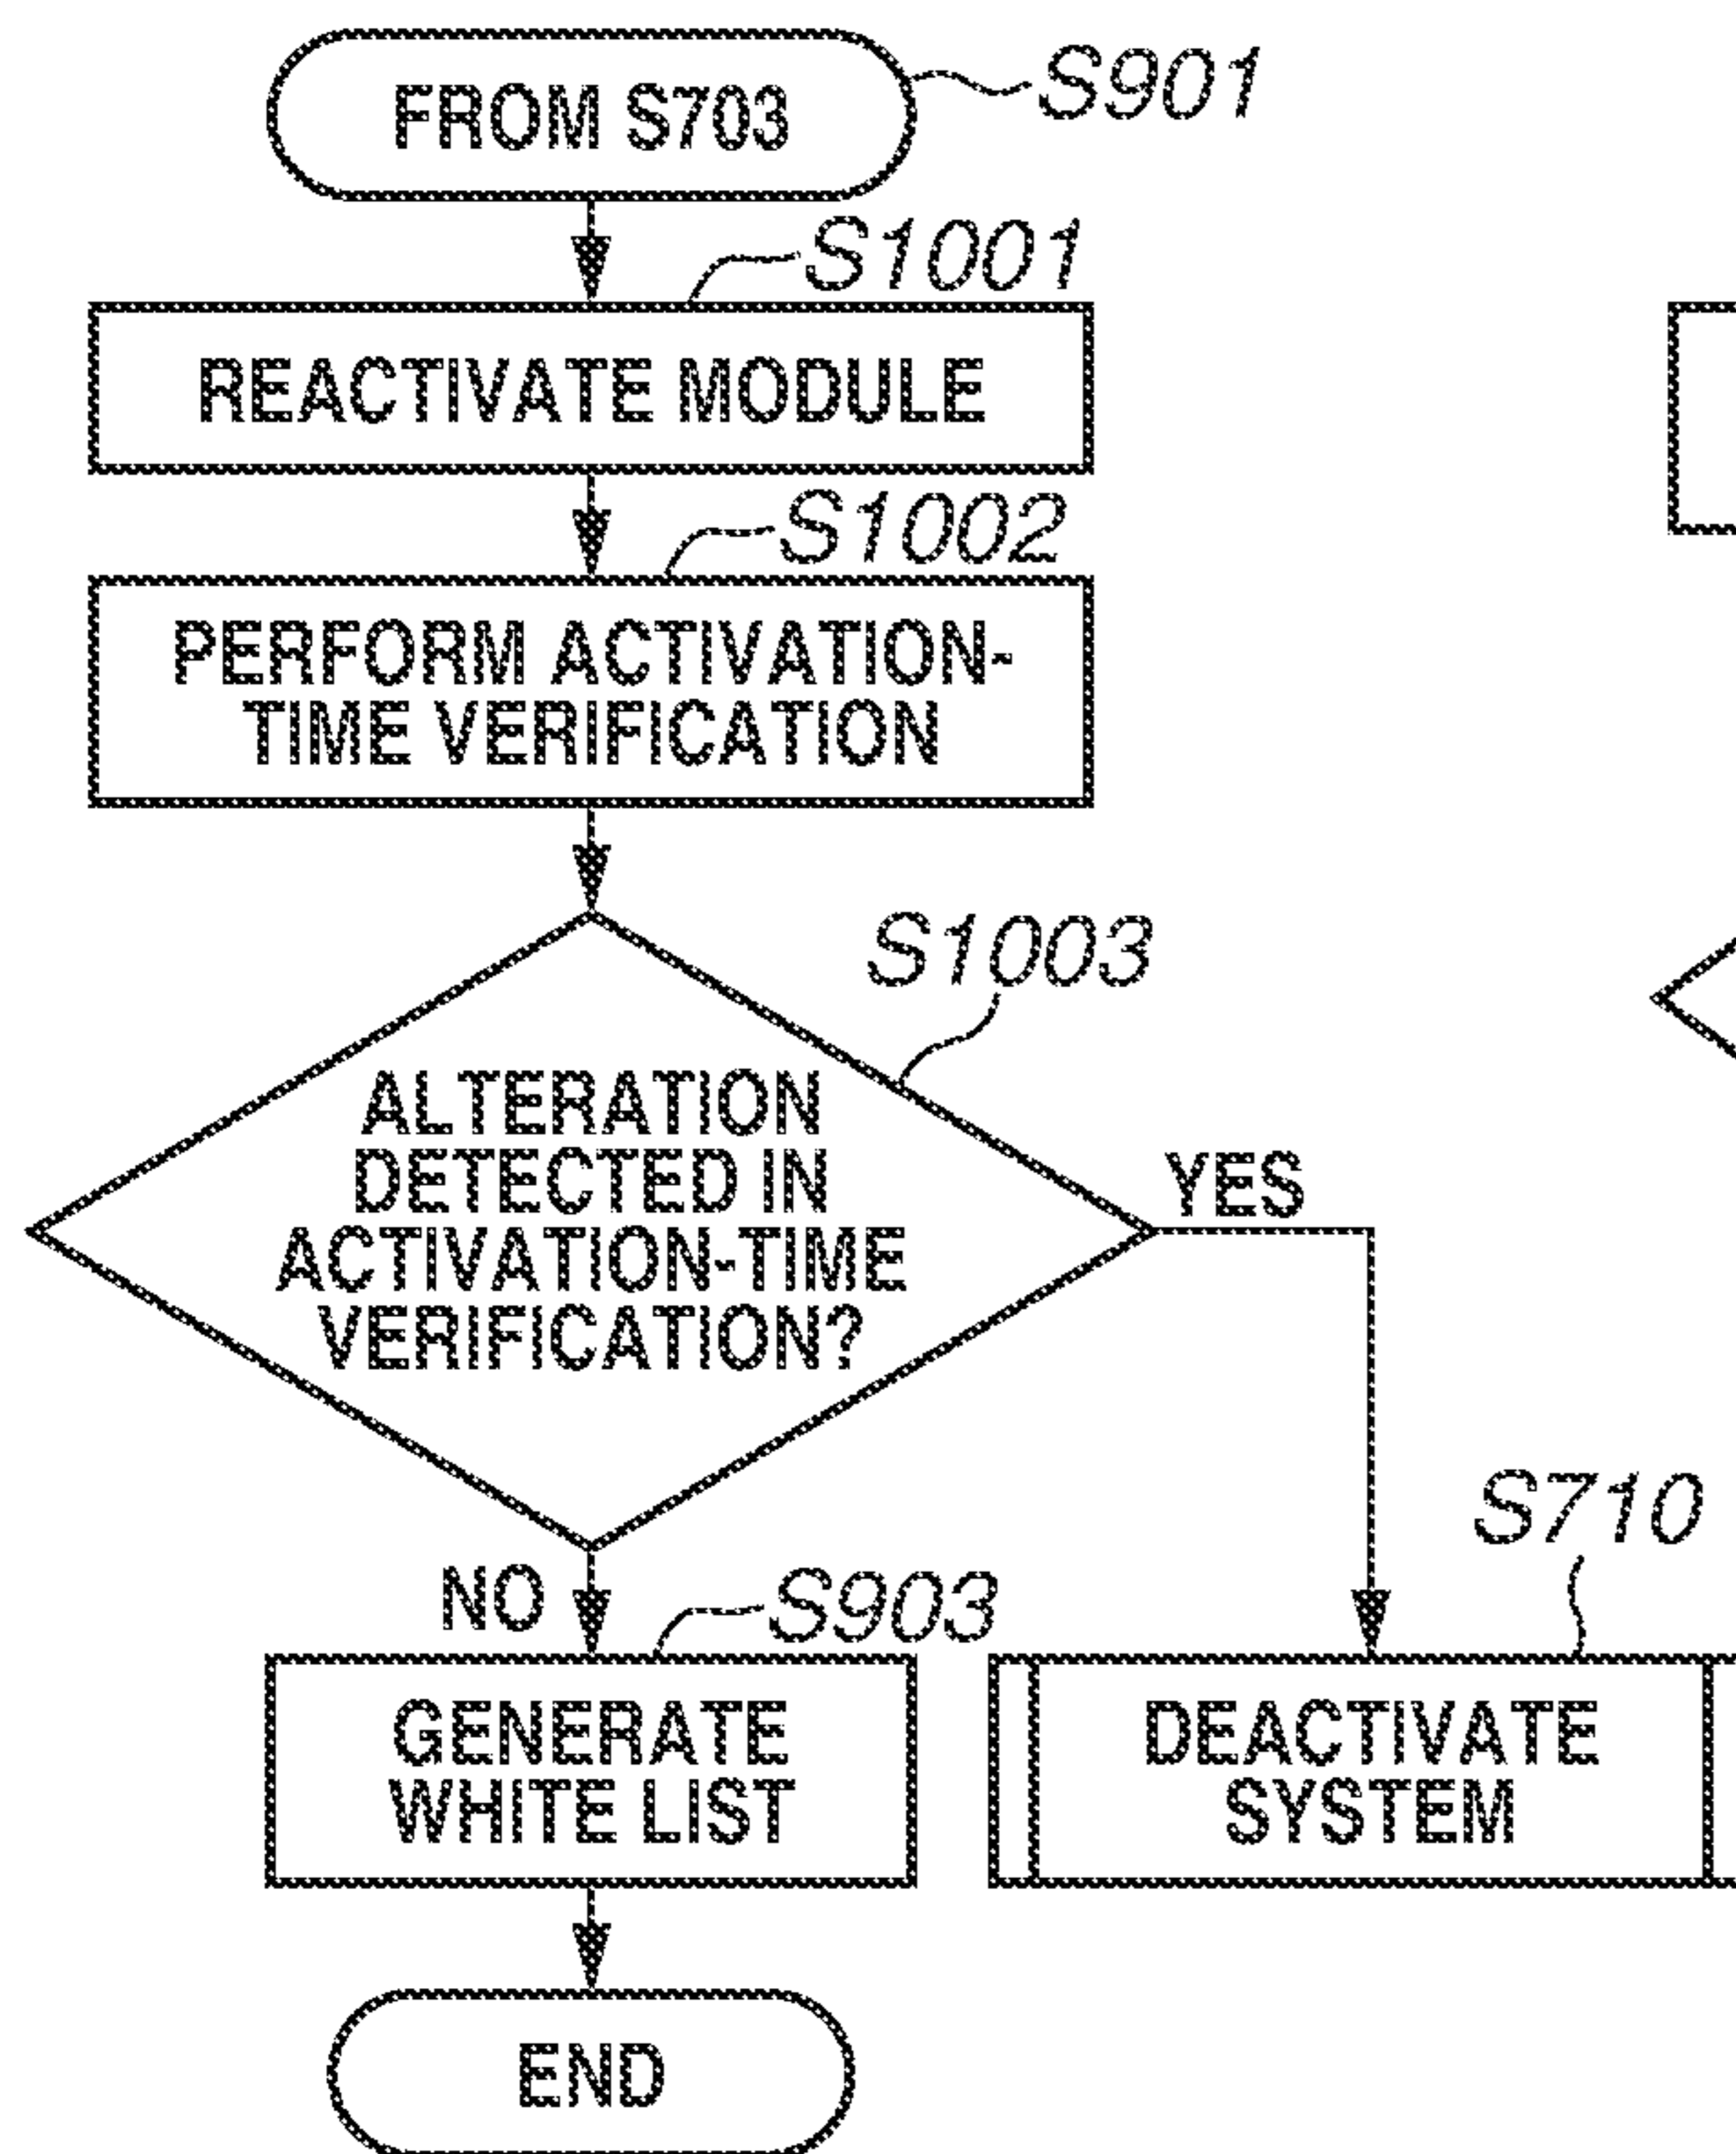 FROM S703
S901
S1001
REACTIVATE MODULE
S1002
PERFORM ACTIVATION-
TIME VERIFICATION
S1003
ALTERATION
DETECTED IN
ACTIVATION-TIME
VERIFICATION?
YES
NO
S903
S710
GENERATE
WHITE LIST
DEACTIVATE
SYSTEM
END